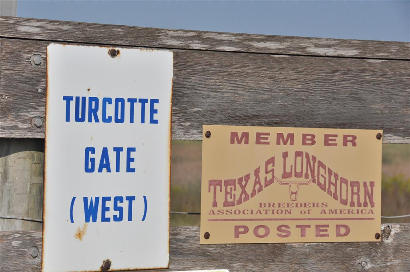 TURCOTTE
GATE
(WEST)
MEMBER
TEXAS LONGHORN
BREEDERS
ASSOCIATION of AMERICA
POSTED